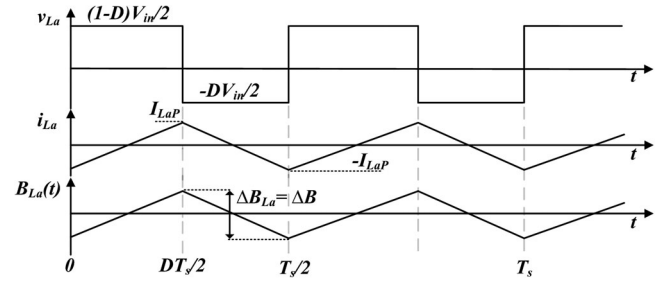 v_La
(1-D)V_in/2
-DV_in/2
t
i_La
I_LaP
-I_LaP
t
B_La(t)
ΔB_La = ΔB
t
0
DT_s/2
T_s/2
T_s